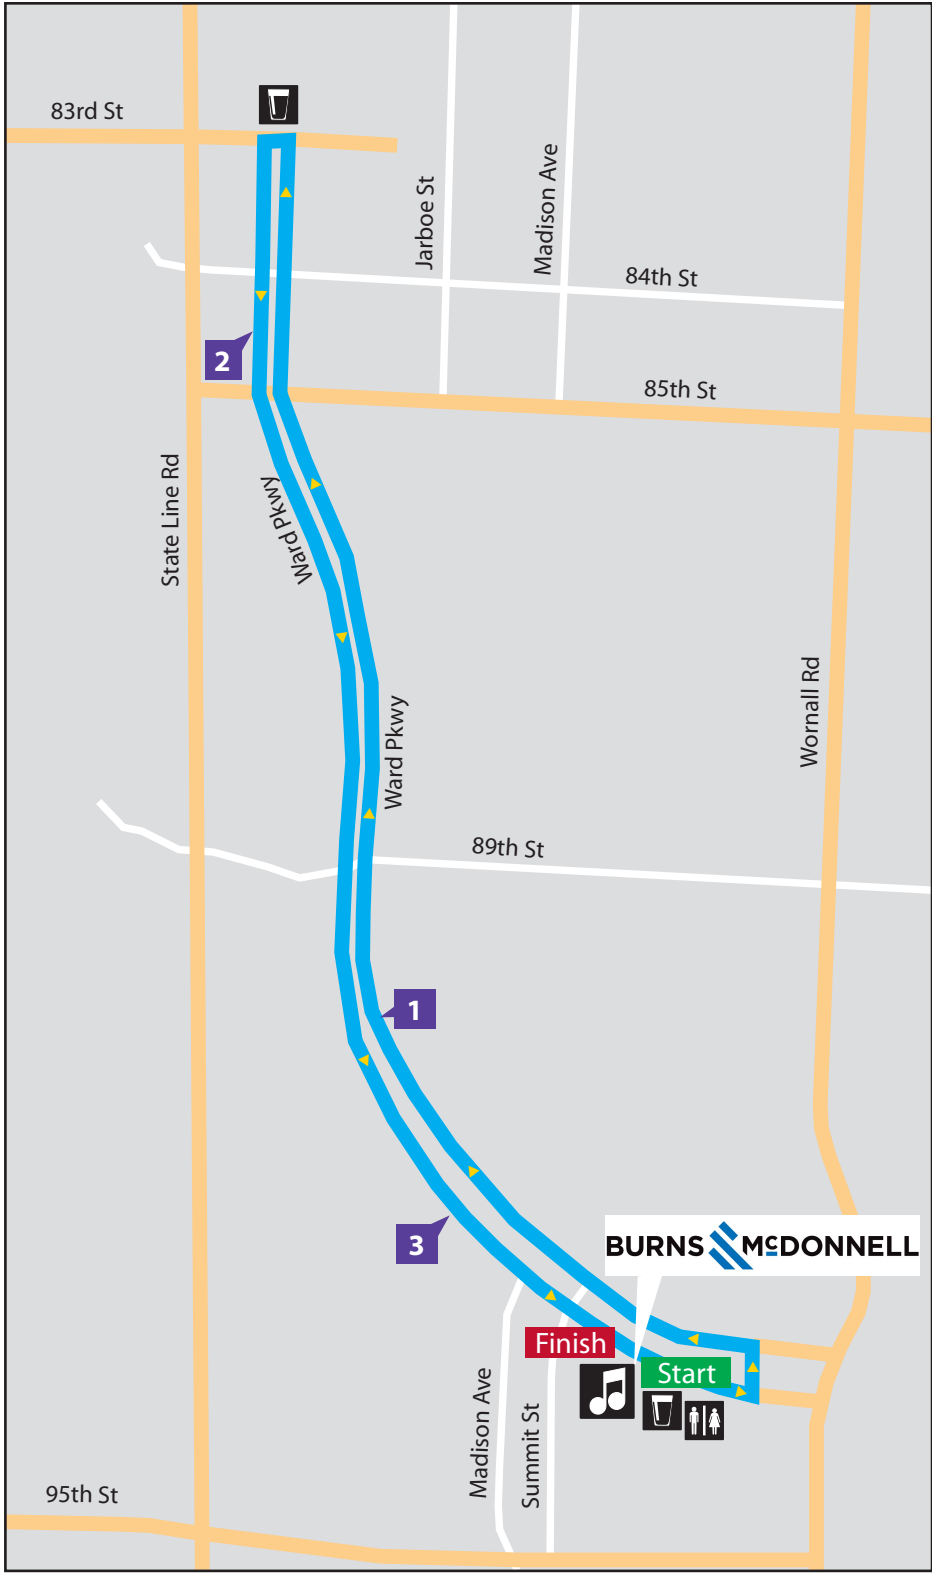 83rd St
Jarboe St
Madison Ave
84th St
2
85th St
State Line Rd
Ward Pkwy
Wornall Rd
Ward Pkwy
89th St
1
3
BURNS MCDONNELL
Finish
Start
Madison Ave
Summit St
95th St